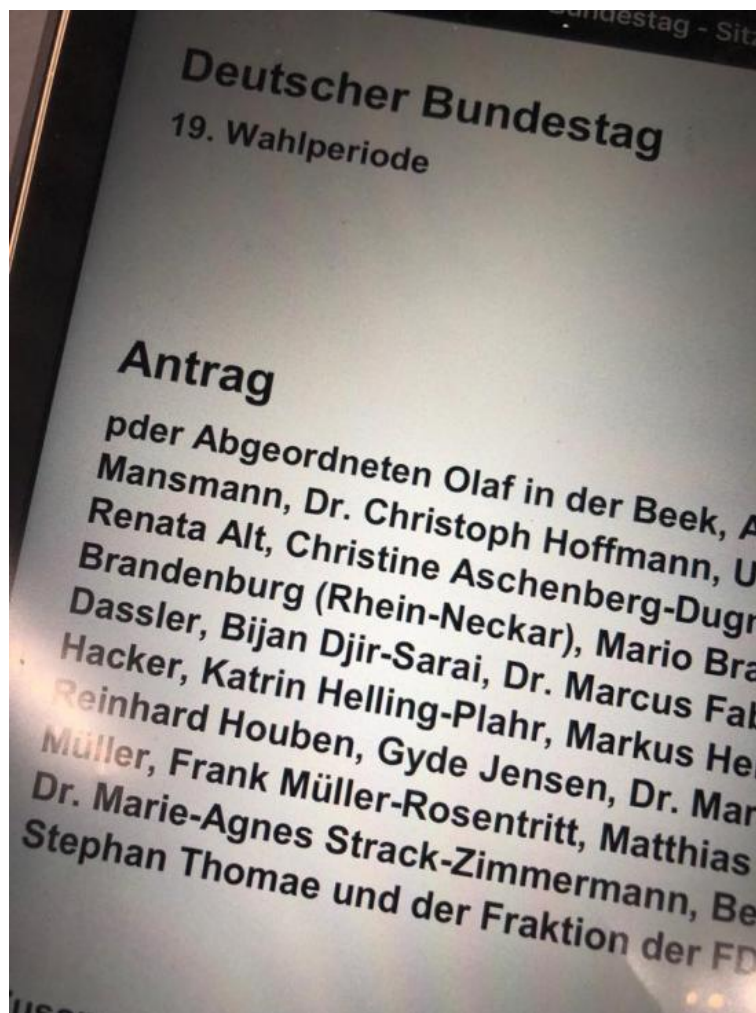 Bundestag - Sitz
Deutscher Bundestag
19. Wahlperiode
Antrag
pder Abgeordneten Olaf in der Beek, A
Mansmann, Dr. Christoph Hoffmann, U
Renata Alt, Christine Aschenberg-Dugn
Brandenburg (Rhein-Neckar), Mario Bra
Dassler, Bijan Djir-Sarai, Dr. Marcus Fab
Hacker, Katrin Helling-Plahr, Markus He
Reinhard Houben, Gyde Jensen, Dr. Mar
Müller, Frank Müller-Rosentritt, Matthias
Dr. Marie-Agnes Strack-Zimmermann, Be
Stephan Thomae und der Fraktion der FD